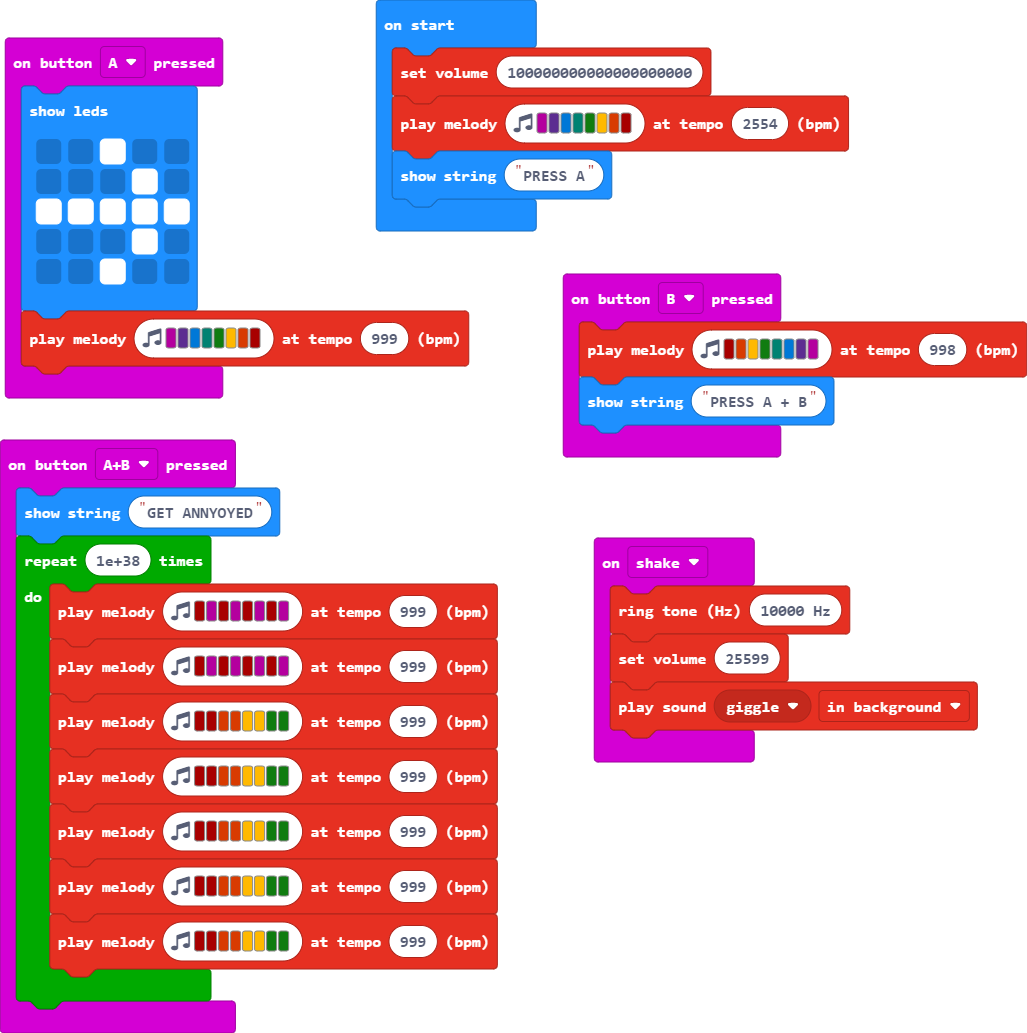 on start
set volume 100000000000000000000
play melody at tempo 2554 (bpm)
show string "PRESS A"
on button A pressed
show leds
play melody at tempo 999 (bpm)
on button B pressed
play melody at tempo 998 (bpm)
show string "PRESS A + B"
on button A+B pressed
show string "GET ANNYOYED"
repeat 1e+38 times
do
play melody at tempo 999 (bpm)
play melody at tempo 999 (bpm)
play melody at tempo 999 (bpm)
play melody at tempo 999 (bpm)
play melody at tempo 999 (bpm)
play melody at tempo 999 (bpm)
play melody at tempo 999 (bpm)
on shake
ring tone (Hz) 10000 Hz
set volume 25599
play sound giggle in background